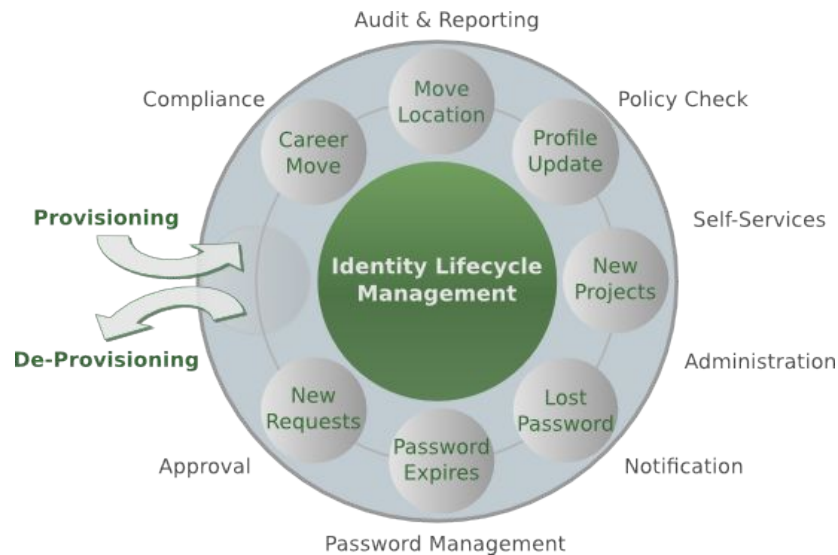 Audit & Reporting
Compliance
Move
Location
Policy Check
Career
Move
Profile
Update
Provisioning
Self-Services
Identity Lifecycle
Management
New
Projects
De-Provisioning
Administration
New
Requests
Lost
Password
Password
Expires
Approval
Notification
Password Management